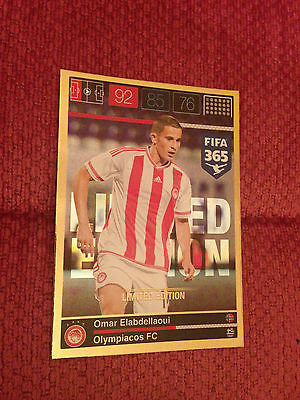 92 85 76
FIFA
365
LIMITED
EDITION
LIMITED EDITION
Omar Elabdellaoui
Olympiacos FC